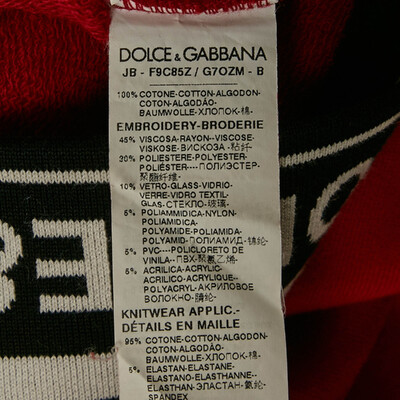 DOLCE & GABBANA
JB - F9C85Z / G7OZM - B
100% COTONE-COTTON-ALGODON-
COTON-ALGODÃO-
BAUMWOLLE-ХЛОПОК-棉-
EMBROIDERY-BRODERIE
45% VISCOSA-RAYON--VISCOSE-
VISKOSE-ВИСКОЗА-粘纤-
20% POLIESTERE-POLYESTER-
POLIÉSTER----ПОЛИЭСТЕР-
聚酯纤维-
10% VETRO-GLASS-VIDRIO-
VERRE-VIDRO TEXTIL-
GLAS-СТЕКЛО-玻璃-
5% POLIAMMIDICA-NYLON-
POLIAMIDICA-
POLYAMIDE-POLIAMIDA-
POLYAMID-ПОЛИАМИД-锦纶-
5% PVC---POLICHLORURE DE
VINILA--ПВХ-聚氯乙烯-
5% ACRILICA-ACRYLIC-
ACRILICO-ACRYLIQUE--
POLYACRYL-АКРИЛОВОЕ
ВОЛОКНО-腈纶-
KNITWEAR APPLIC.-
DÉTAILS EN MAILLE
95% COTONE-COTTON-ALGODON-
COTON-ALGODÃO-
BAUMWOLLE-ХЛОПОК-棉-
5% ELASTAN-ELASTANE-
ELASTANO-ELASTHANNE--
ELASTHAN-ЭЛАСТАН-氨纶-
SPANDEX